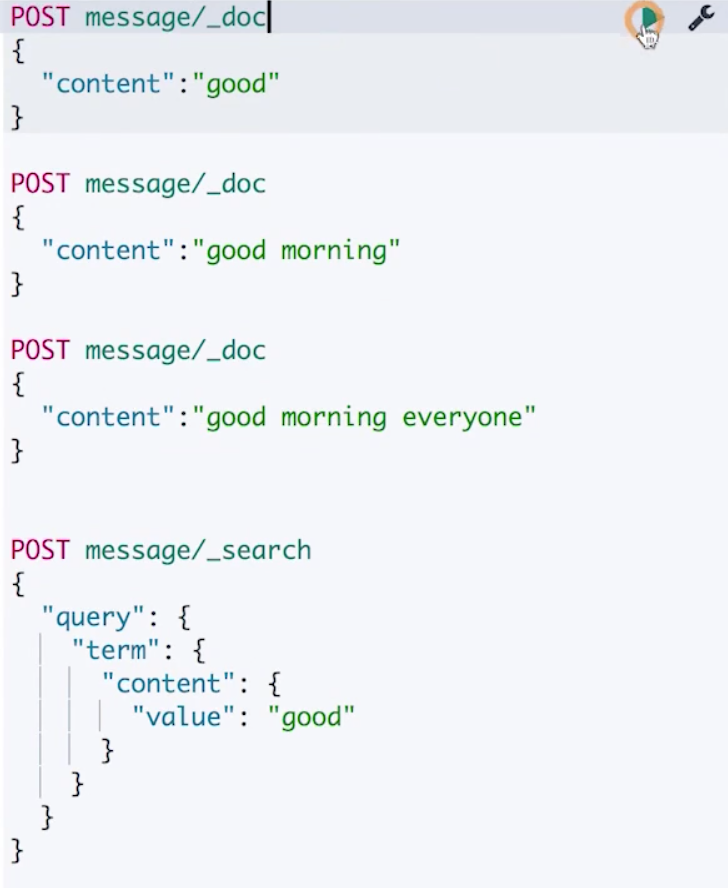 POST message/_doc
{
  "content":"good"
}
POST message/_doc
{
  "content":"good morning"
}
POST message/_doc
{
  "content":"good morning everyone"
}
POST message/_search
{
  "query": {
    "term": {
      "content": {
        "value": "good"
      }
    }
  }
}